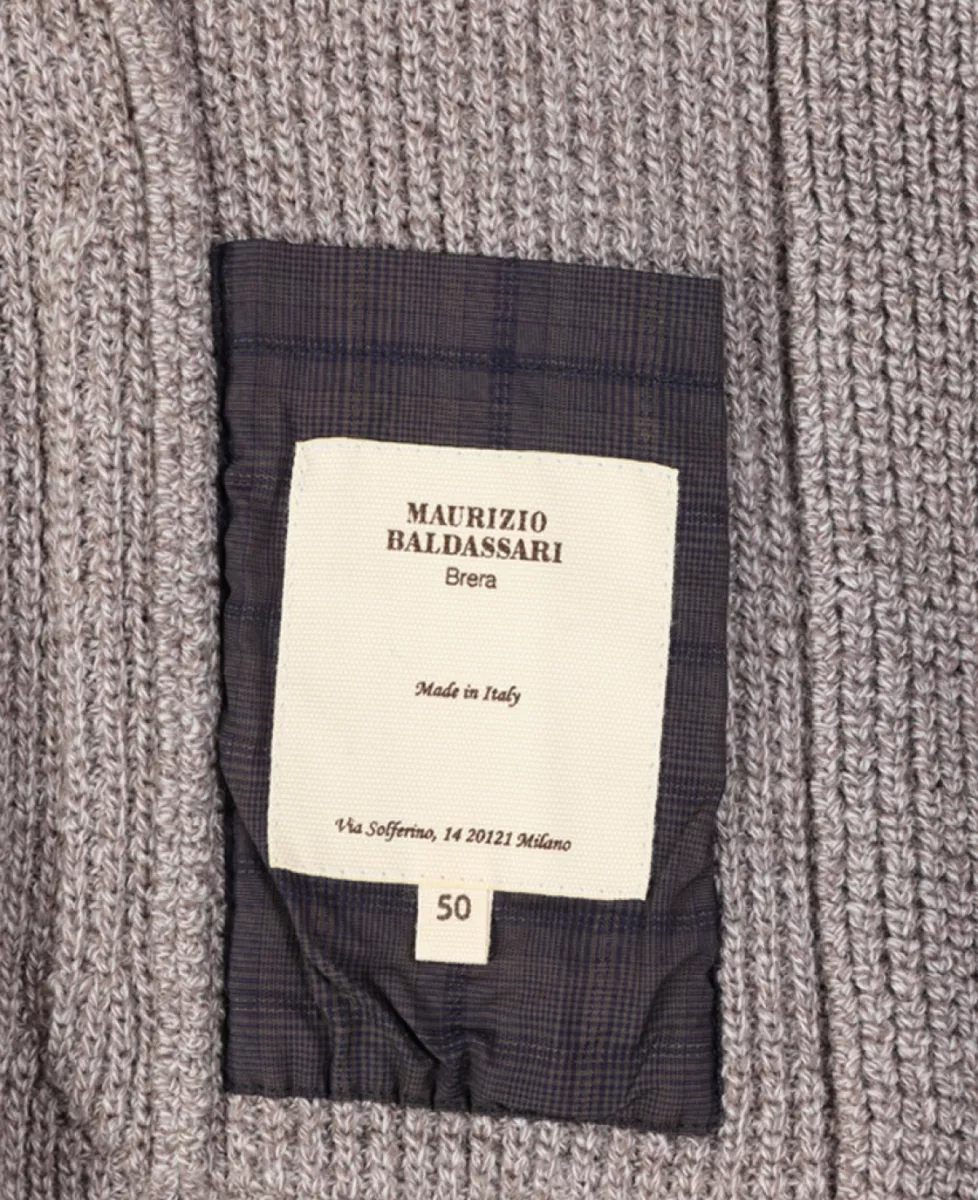 MAURIZIO
BALDASSARI
Brera
Made in Italy
Via Solferino, 14 20121 Milano
50